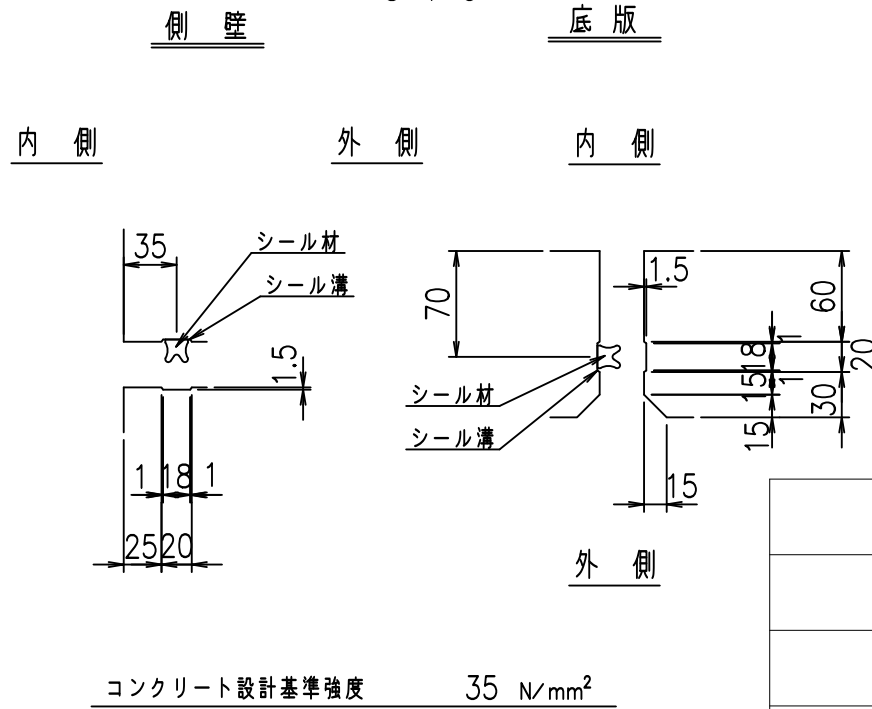 側 壁
底 版
内 側
外 側
内 側
35
シール材
シール溝
1.5
1 18 1
25 20
70
シール材
シール溝
1.5
60
1
18
20
1
15
30
15
15
外 側
コンクリート設計基準強度 35 N/mm²